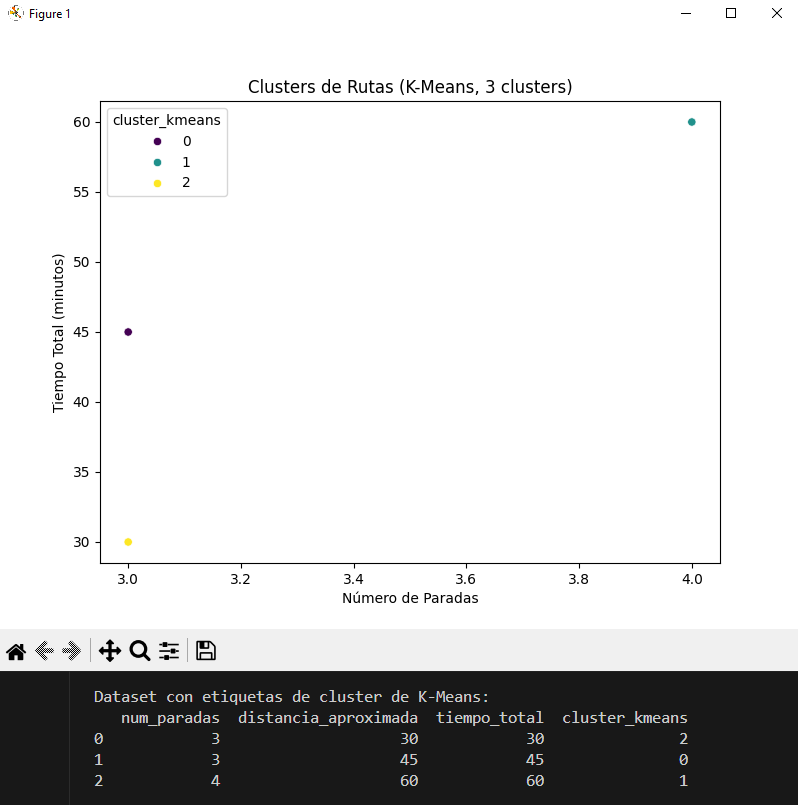 Figure 1
Clusters de Rutas (K-Means, 3 clusters)
cluster_kmeans
0
1
2
60
55
50
45
40
35
30
Tiempo Total (minutos)
3.0 3.2 3.4 3.6 3.8 4.0
Número de Paradas
Dataset con etiquetas de cluster de K-Means:
num_paradas distancia_aproximada tiempo_total cluster_kmeans
0 3 30 30 2
1 3 45 45 0
2 4 60 60 1